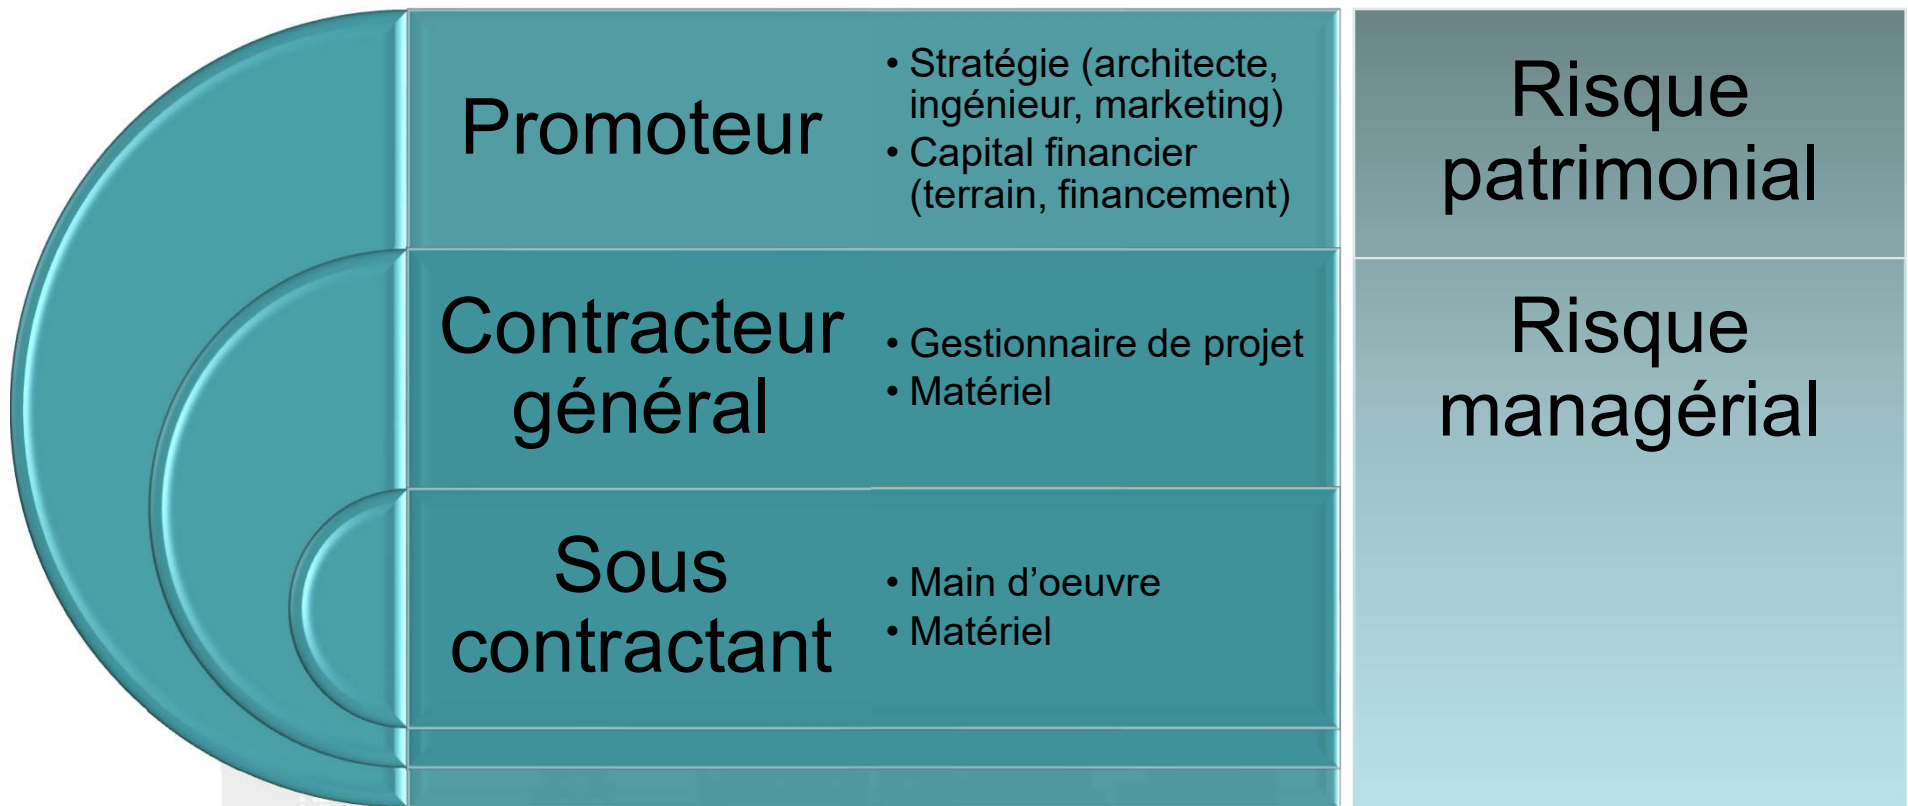 Promoteur
• Stratégie (architecte,
ingénieur, marketing)
• Capital financier
(terrain, financement)
Risque
patrimonial
Contracteur
général
• Gestionnaire de projet
• Matériel
Risque
managérial
Sous
contractant
• Main d’oeuvre
• Matériel